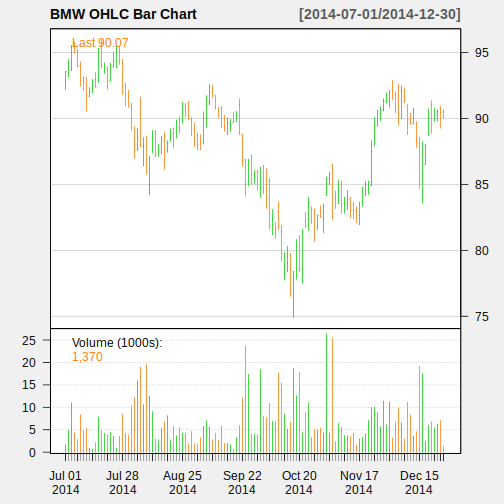 BMW OHLC Bar Chart [2014-07-01/2014-12-30]
Last 90.07
95
90
85
80
75
Volume (1000s):
1,370
25
20
15
10
5
0
Jul 01 Jul 28 Aug 25 Sep 22 Oct 20 Nov 17 Dec 15
2014 2014 2014 2014 2014 2014 2014